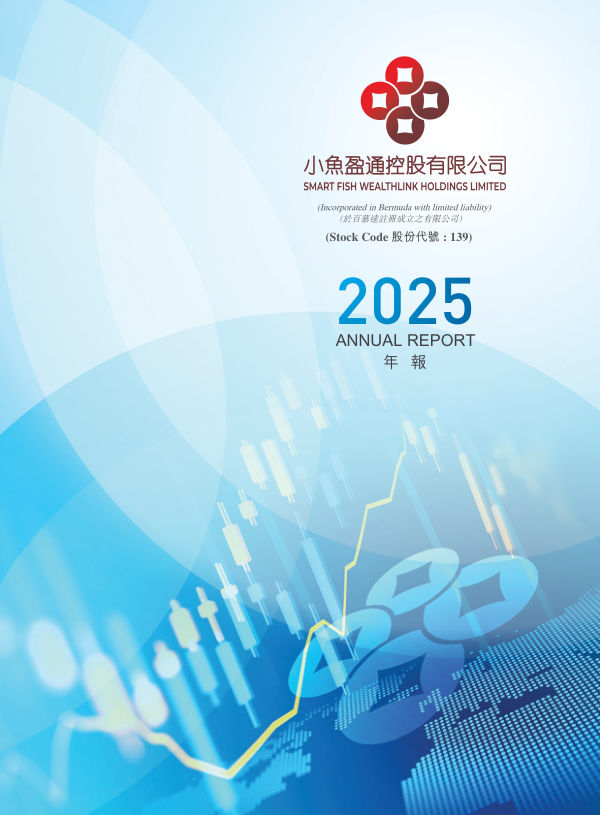 小魚盈通控股有限公司
SMART FISH WEALTHLINK HOLDINGS LIMITED
(Incorporated in Bermuda with limited liability)
(於百慕達註冊成立之有限公司)
(Stock Code 股份代號 : 139)
2025
ANNUAL REPORT
年 報